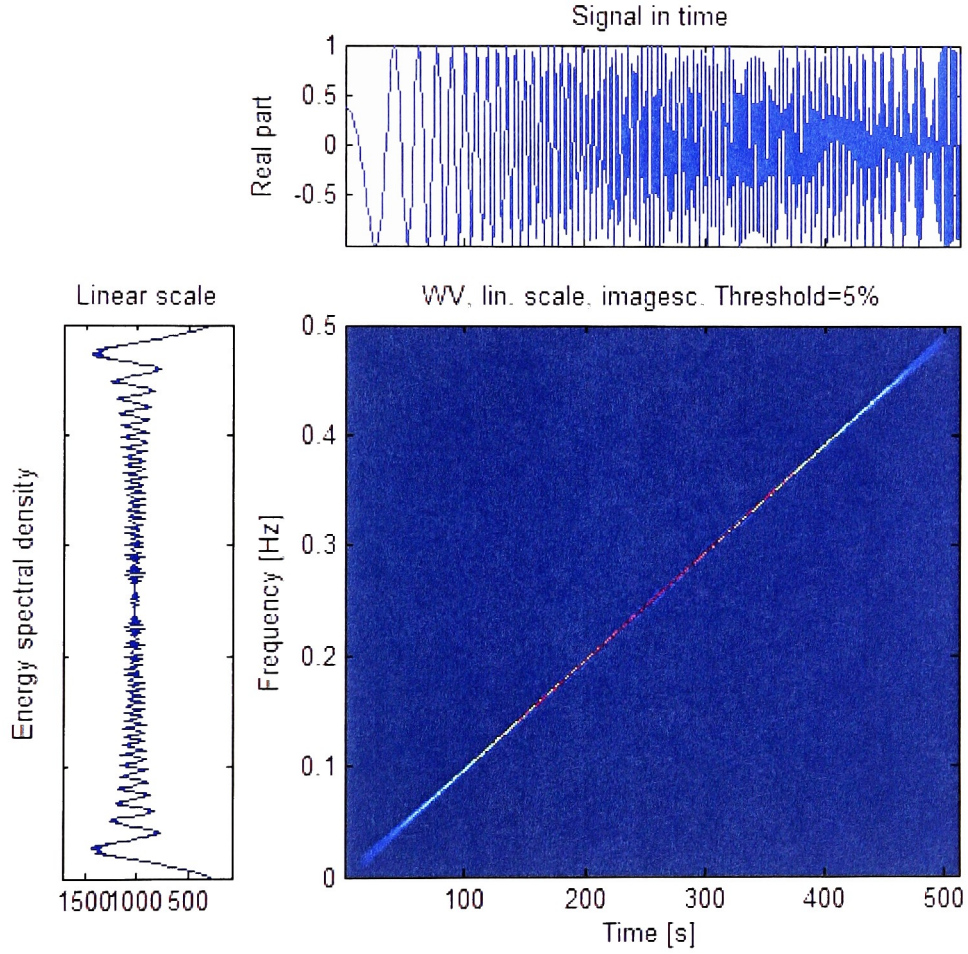 Signal in time
Real part
1
0.5
0
-0.5
Linear scale
WV, lin. scale, imagesc, Threshold=5%
Energy spectral density
1500 1000 500
Frequency [Hz]
0.5
0.4
0.3
0.2
0.1
0
100 200 300 400 500
Time [s]